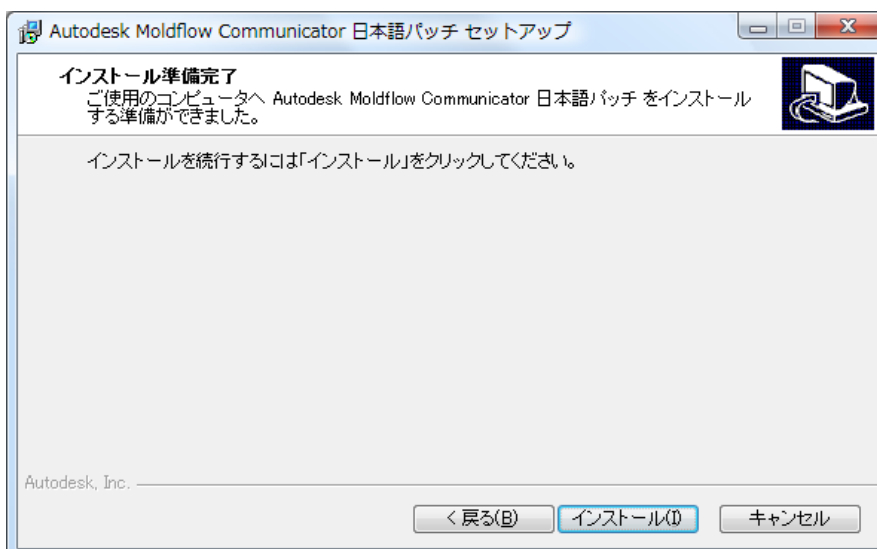 Autodesk Moldflow Communicator 日本語パッチ セットアップ
インストール準備完了
ご使用のコンピュータへ Autodesk Moldflow Communicator 日本語パッチ をインストール
する準備ができました。
インストールを続行するには「インストール」をクリックしてください。
Autodesk, Inc.
< 戻る(B) インストール(I) キャンセル